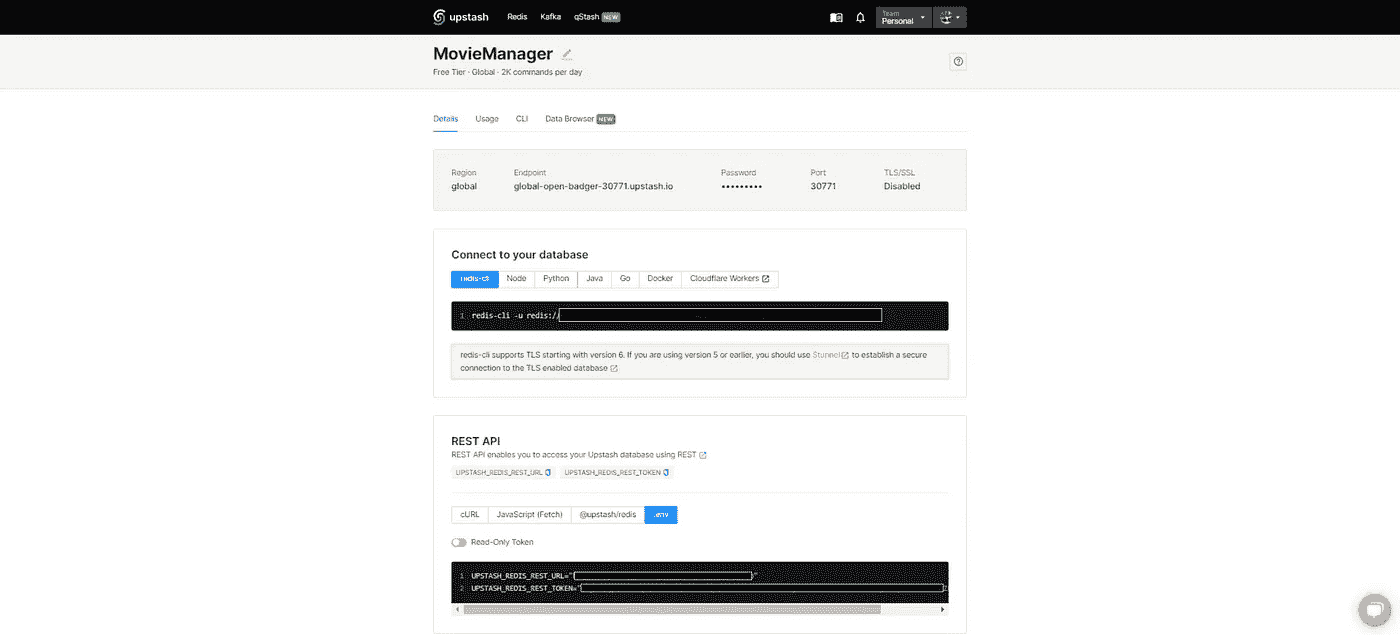 upstash Redis Kafka qStash NEW Team
Personal
MovieManager
Free Tier · Global · 2K commands per day
Details Usage CLI Data Browser NEW
Region Endpoint Password Port TLS/SSL
global global-open-badger-30771.upstash.io ••••••••• 30771 Disabled
Connect to your database
redis-cli Node Python Java Go Docker Cloudflare Workers
1 redis-cli -u redis://
redis-cli supports TLS starting with version 6. If you are using version 5 or earlier, you should use Stunnel to establish a secure
connection to the TLS enabled database
REST API
REST API enables you to access your Upstash database using REST
UPSTASH_REDIS_REST_URL UPSTASH_REDIS_REST_TOKEN
cURL JavaScript (Fetch) @upstash/redis .env
Read-Only Token
1 UPSTASH_REDIS_REST_URL=" "
2 UPSTASH_REDIS_REST_TOKEN="